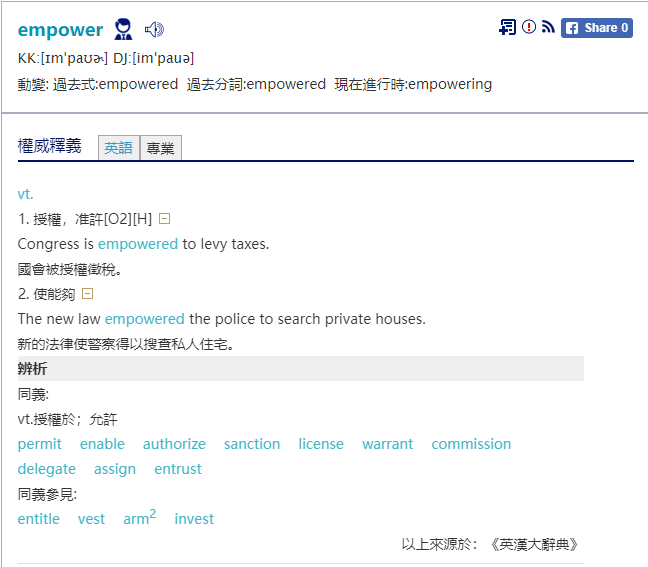 empower
Share 0
KK:[ɪmˈpaʊɚ] DJ:[imˈpauə]
動變: 過去式:empowered 過去分詞:empowered 現在進行時:empowering
權威釋義 英語 專業
vt.
1. 授權，准許[O2][H]
Congress is empowered to levy taxes.
國會被授權徵稅。
2. 使能夠
The new law empowered the police to search private houses.
新的法律使警察得以搜查私人住宅。
辨析
同義:
vt.授權於；允許
permit enable authorize sanction license warrant commission
delegate assign entrust
同義參見:
entitle vest arm² invest
以上來源於：《英漢大辭典》